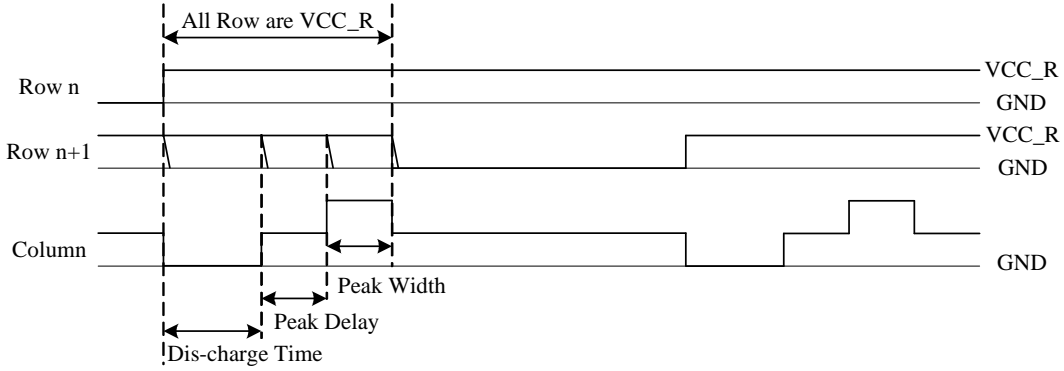 All Row are VCC_R
Row n
VCC_R
GND
Row n+1
VCC_R
GND
Column
GND
Peak Width
Peak Delay
Dis-charge Time